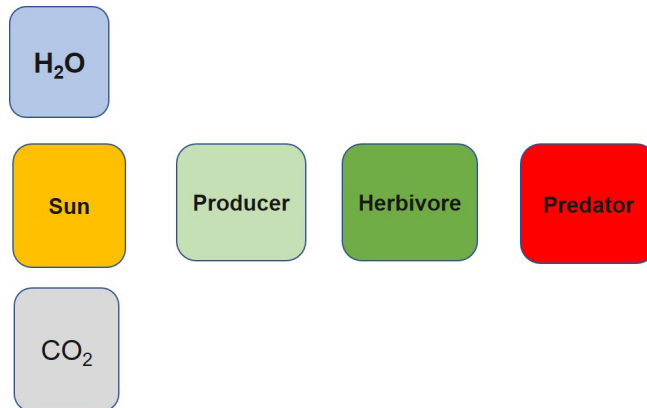 H₂O
Sun
Producer
Herbivore
Predator
CO₂